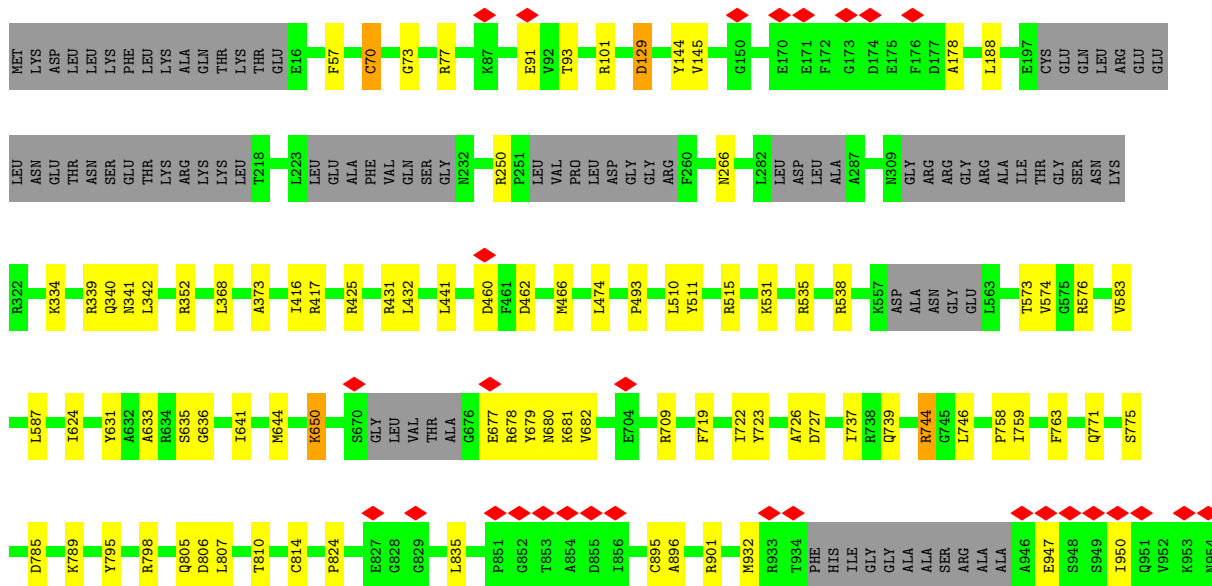 MET LYS ASP LEU LEU LYS PHE LEU LYS ALA GLN THR LYS THR GLU E16 F57 C70 G73 R77 K87 E91 V92 T93 R101 D129 Y144 V145 G150 E170 E171 F172 G173 D174 E175 F176 D177 A178 L188 E197 CYS GLU GLN LEU ARG GLU GLU
LEU ASN GLU THR ASN SER GLU THR LYS ARG LYS LYS LEU T218 L223 LEU GLU ALA PHE VAL GLN SER GLY N232 R250 P251 LEU VAL PRO LEU ASP GLY GLY ARG F260 N266 L282 LEU ASP LEU ALA A287 N309 GLY ARG ARG ARG GLY ARG ALA ILE THR GLY SER ASN LYS
R322 K334 R339 Q340 N341 L342 R352 L368 A373 I416 R417 R425 R431 L432 L441 D460 F461 D462 M466 L474 P493 L510 Y511 R515 K531 R535 R538 K557 ASP ALA ASN GLY GLU L563 T573 V574 G575 R576 V583
L587 I624 Y631 A632 A633 R634 S635 G636 I641 M644 K650 S670 GLY LEU VAL THR ALA G676 E677 R678 Y679 N680 K681 V682 E704 R709 F719 I722 Y723 A726 D727 I737 R738 Q739 R744 G745 L746 P758 I759 F763 Q771 S775
D785 K789 Y795 R798 Q805 D806 L807 T810 C814 P824 E827 G828 G829 L835 P851 G852 T853 A854 D855 I856 C895 A896 R901 M932 R933 T934 PHE HIS ILE GLY GLY ALA ALA SER ARG ALA ALA A946 E947 S948 S949 I950 Q951 V952 K953 N954